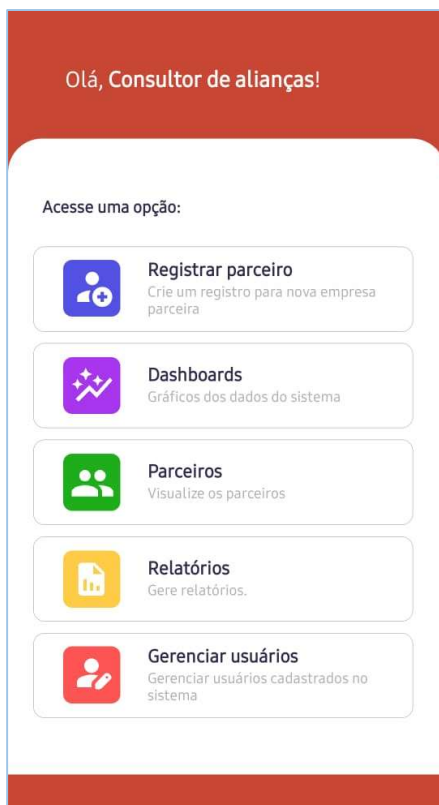 Olá, Consultor de alianças!
Acesse uma opção:
Registrar parceiro
Crie um registro para nova empresa
parceira
Dashboards
Gráficos dos dados do sistema
Parceiros
Visualize os parceiros
Relatórios
Gere relatórios.
Gerenciar usuários
Gerenciar usuários cadastrados no
sistema